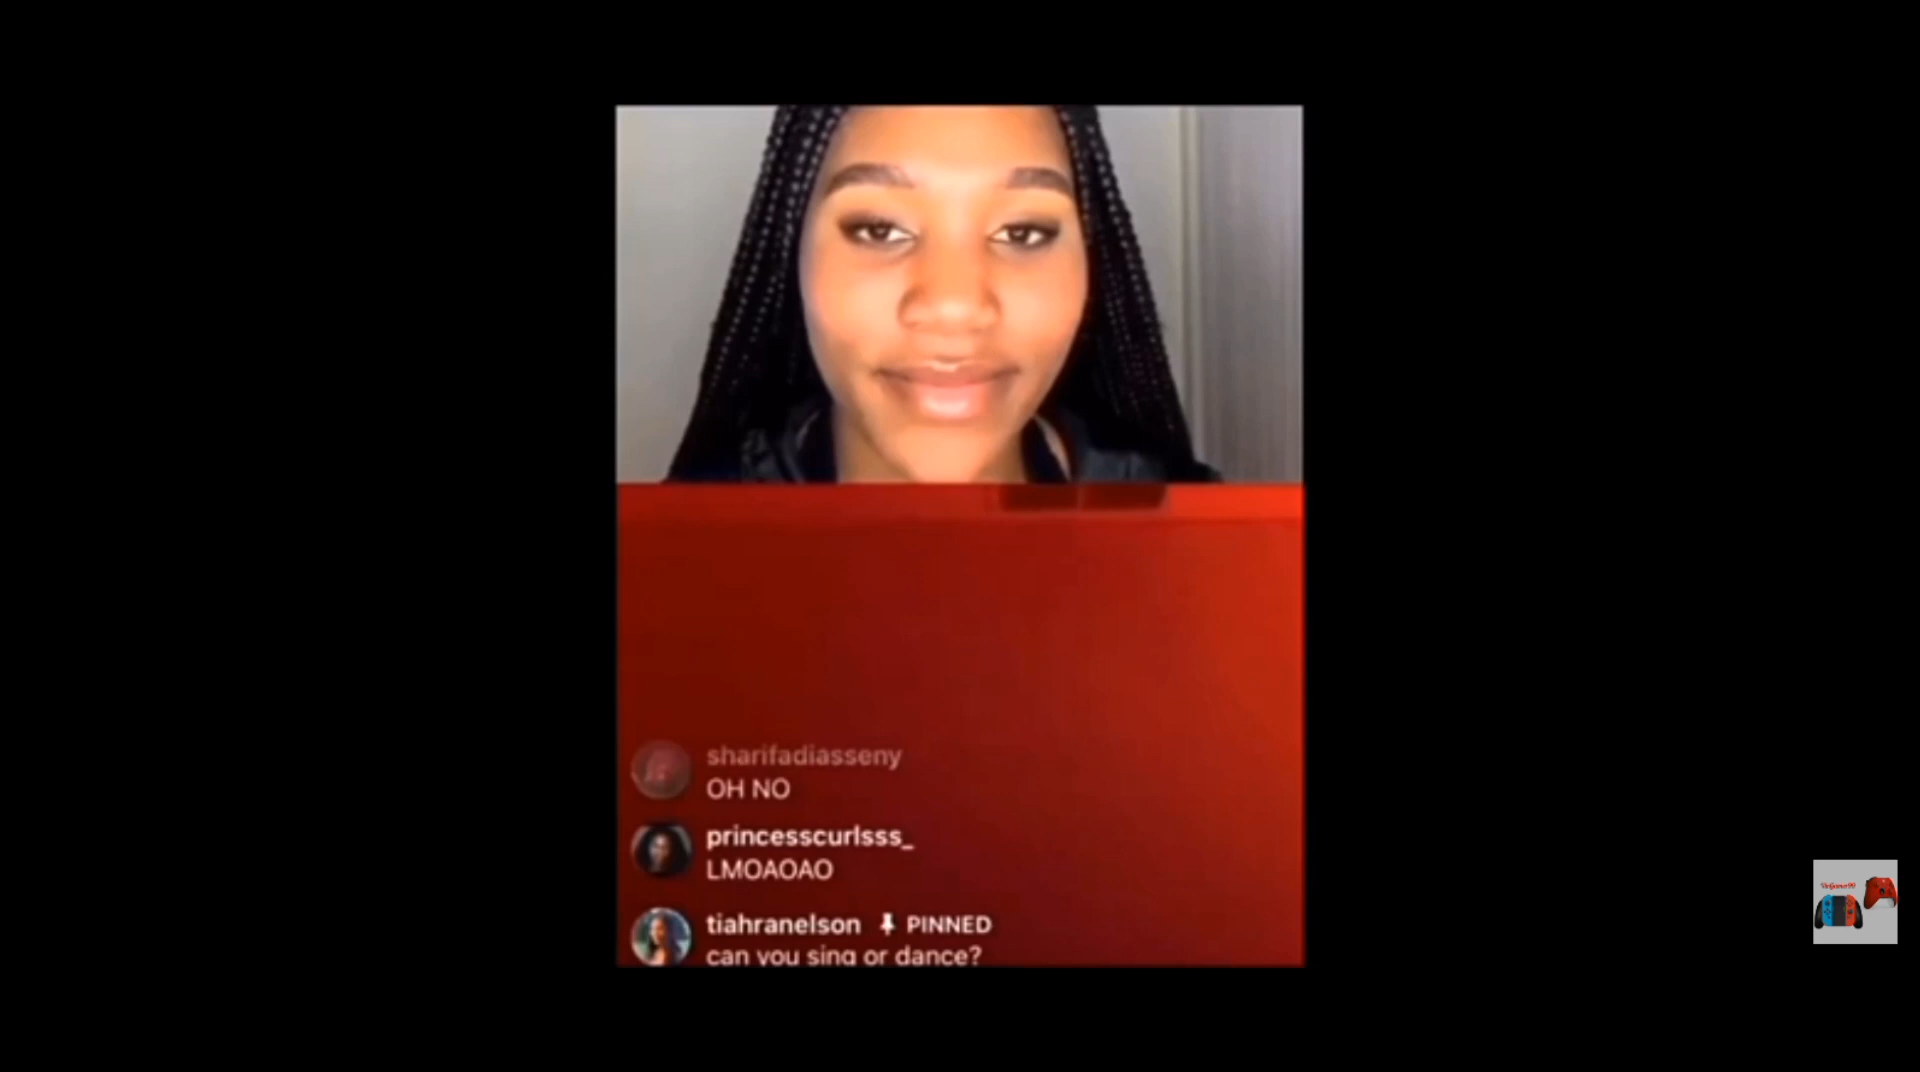 sharifadiasseny
OH NO
princesscurlsss_
LMOAOAO
tiahranelson PINNED
can you sing or dance?